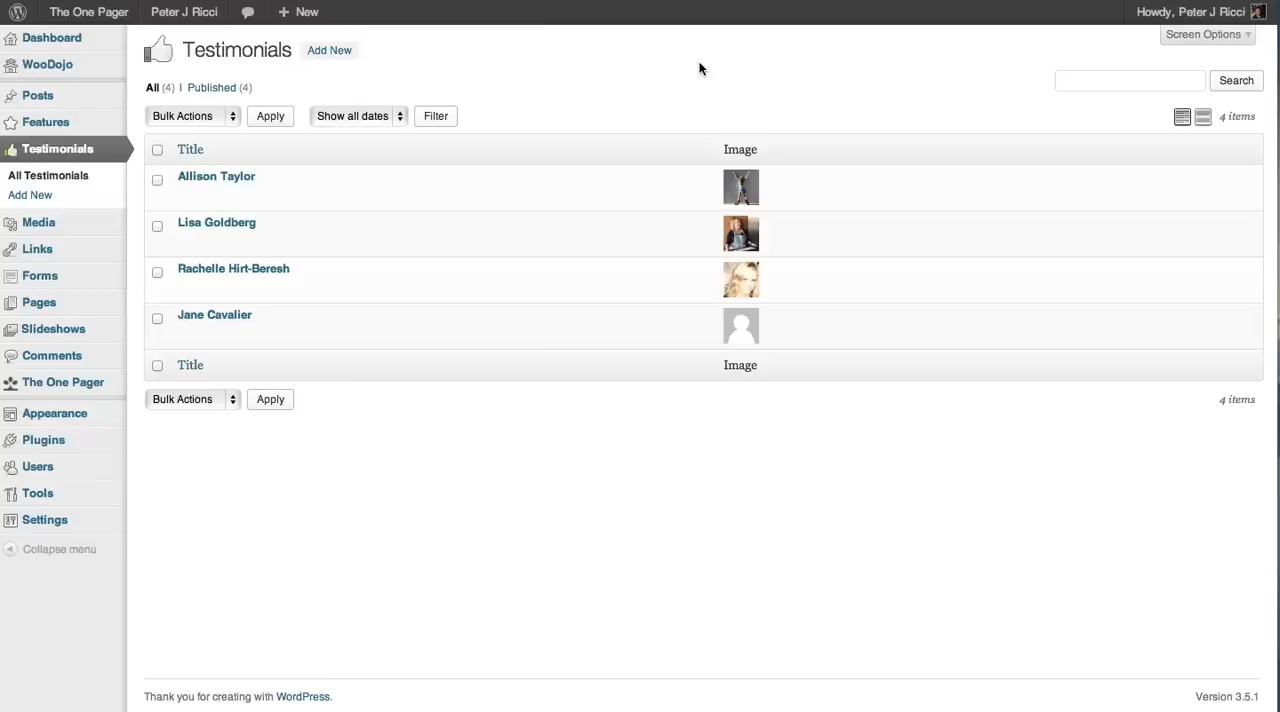 The One Pager Peter J Ricci New Howdy, Peter J Ricci
Screen Options
Dashboard
WooDojo
Posts
Features
Testimonials
All Testimonials
Add New
Media
Links
Forms
Pages
Slideshows
Comments
The One Pager
Appearance
Plugins
Users
Tools
Settings
Collapse menu
Testimonials Add New
All (4) | Published (4)
Search
Bulk Actions Apply Show all dates Filter 4 items
Title Image
Allison Taylor
Lisa Goldberg
Rachelle Hirt-Beresh
Jane Cavalier
Title Image
Bulk Actions Apply 4 items
Thank you for creating with WordPress. Version 3.5.1